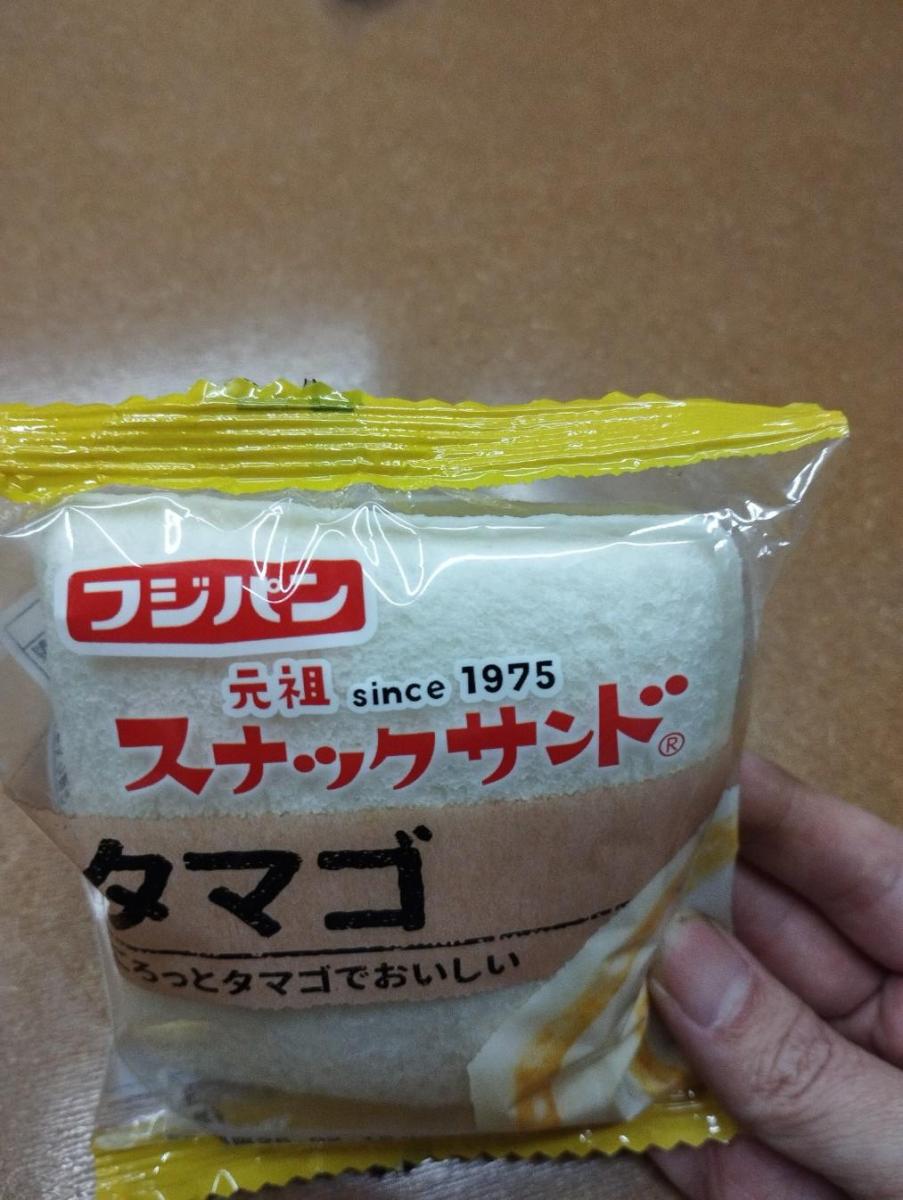 フジパン
元祖 since 1975
スナックサンド®
タマゴ
ごろっとタマゴでおいしい